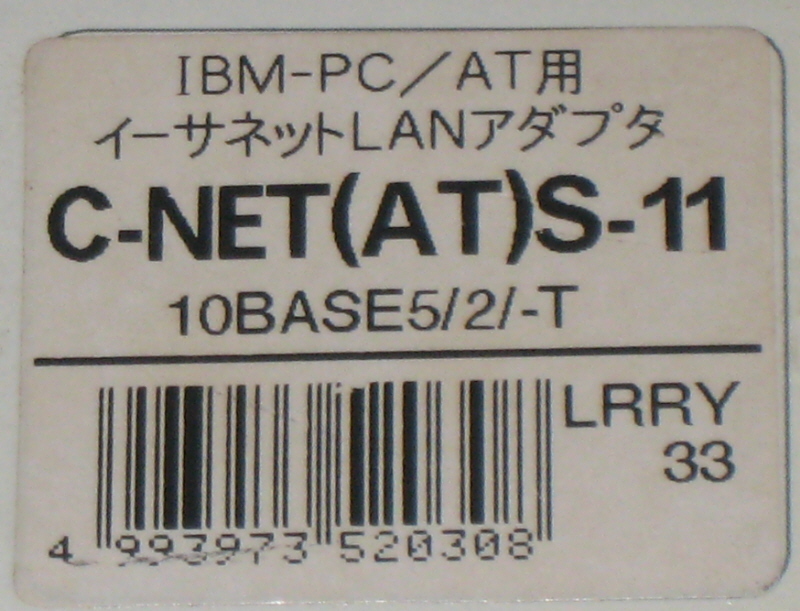 IBM-PC／AT用
イーサネットLANアダプタ
C-NET(AT)S-11
10BASE5/2/-T
LRRY
33
4 993973 520308